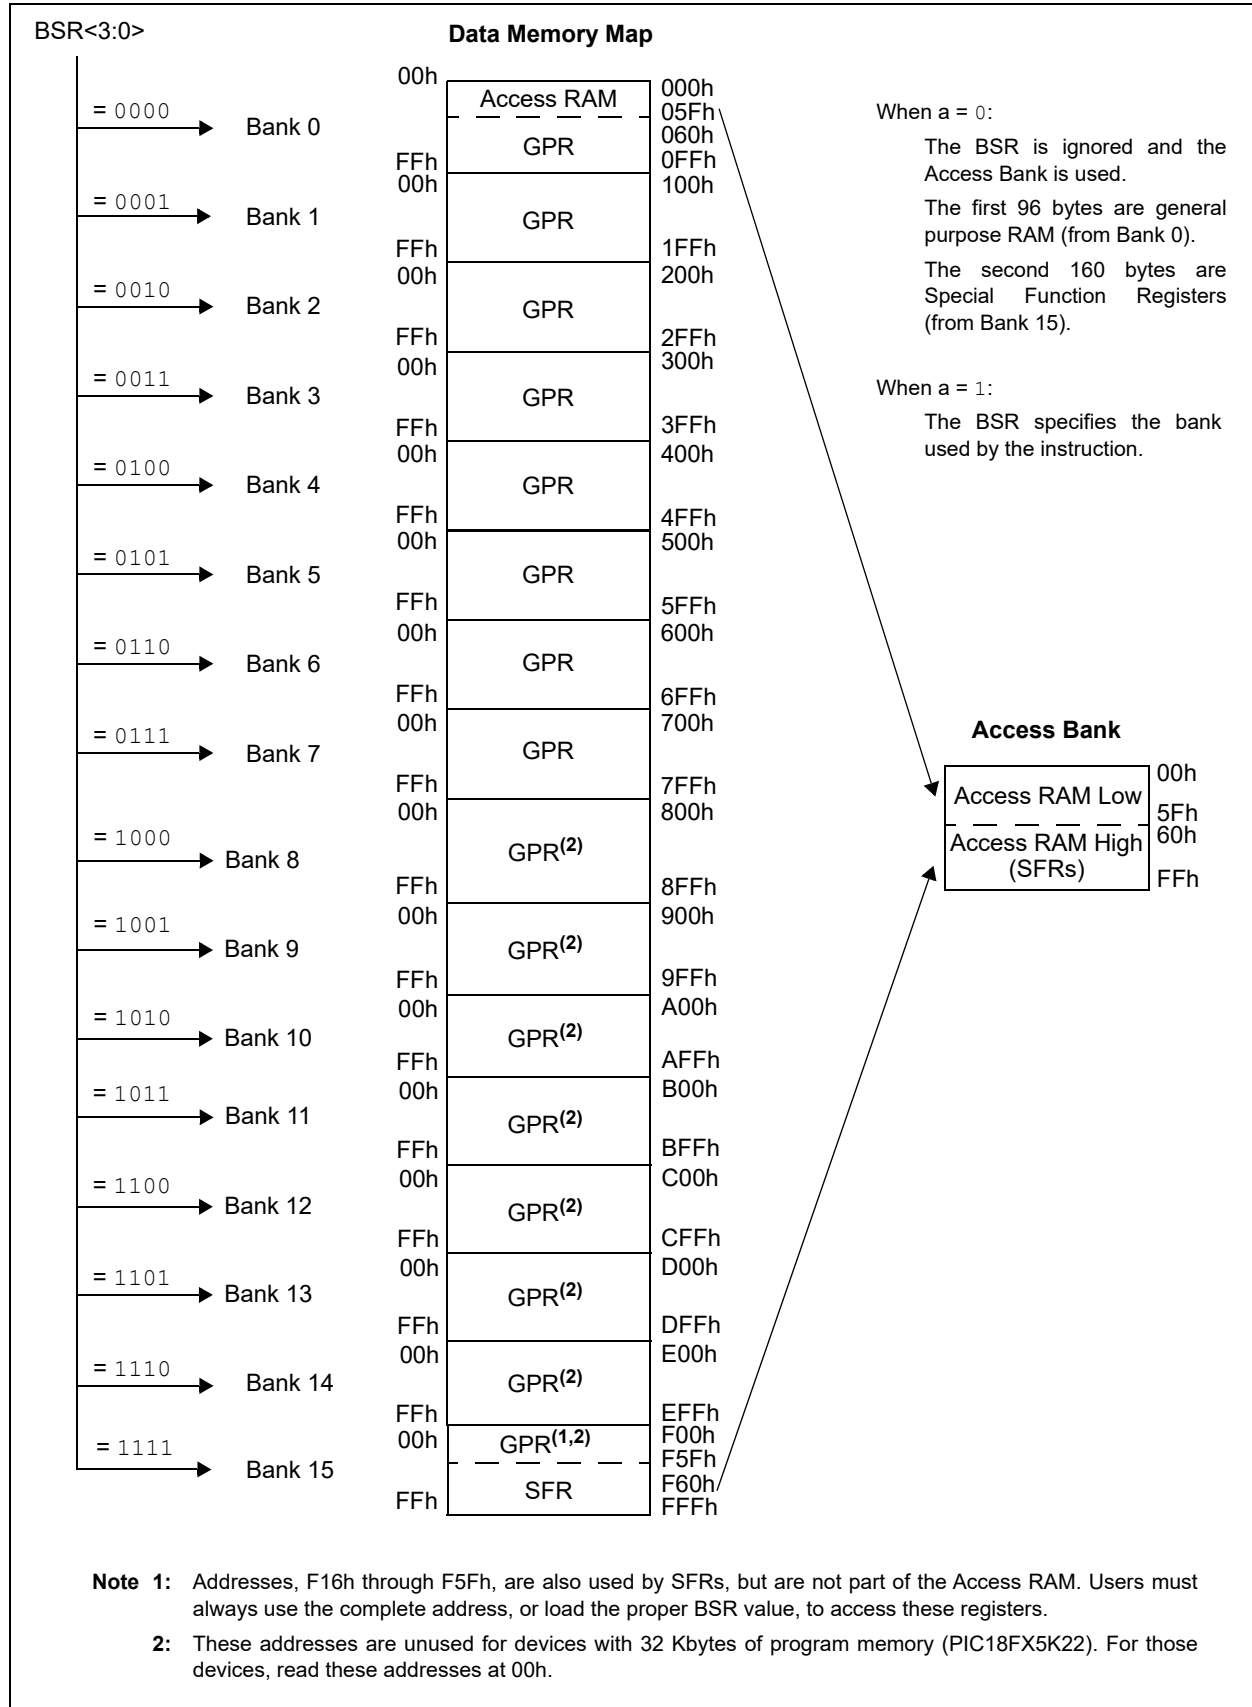 BSR<3:0>
Data Memory Map
= 0000
Bank 0
00h
Access RAM
000h
05Fh
GPR
060h
FFh
0FFh
= 0001
Bank 1
00h
GPR
100h
FFh
1FFh
= 0010
Bank 2
00h
GPR
200h
FFh
2FFh
= 0011
Bank 3
00h
GPR
300h
FFh
3FFh
= 0100
Bank 4
00h
GPR
400h
FFh
4FFh
= 0101
Bank 5
00h
GPR
500h
FFh
5FFh
= 0110
Bank 6
00h
GPR
600h
FFh
6FFh
= 0111
Bank 7
00h
GPR
700h
FFh
7FFh
= 1000
Bank 8
00h
GPR(2)
800h
FFh
8FFh
= 1001
Bank 9
00h
GPR(2)
900h
FFh
9FFh
= 1010
Bank 10
00h
GPR(2)
A00h
FFh
AFFh
= 1011
Bank 11
00h
GPR(2)
B00h
FFh
BFFh
= 1100
Bank 12
00h
GPR(2)
C00h
FFh
CFFh
= 1101
Bank 13
00h
GPR(2)
D00h
FFh
DFFh
= 1110
Bank 14
00h
GPR(2)
E00h
FFh
EFFh
= 1111
Bank 15
00h
GPR(1,2)
F00h
F5Fh
SFR
F60h
FFh
FFFh
When a = 0:
The BSR is ignored and the
Access Bank is used.
The first 96 bytes are general
purpose RAM (from Bank 0).
The second 160 bytes are
Special Function Registers
(from Bank 15).
When a = 1:
The BSR specifies the bank
used by the instruction.
Access Bank
Access RAM Low
00h
5Fh
Access RAM High
(SFRs)
60h
FFh
Note 1: Addresses, F16h through F5Fh, are also used by SFRs, but are not part of the Access RAM. Users must
always use the complete address, or load the proper BSR value, to access these registers.
2: These addresses are unused for devices with 32 Kbytes of program memory (PIC18FX5K22). For those
devices, read these addresses at 00h.